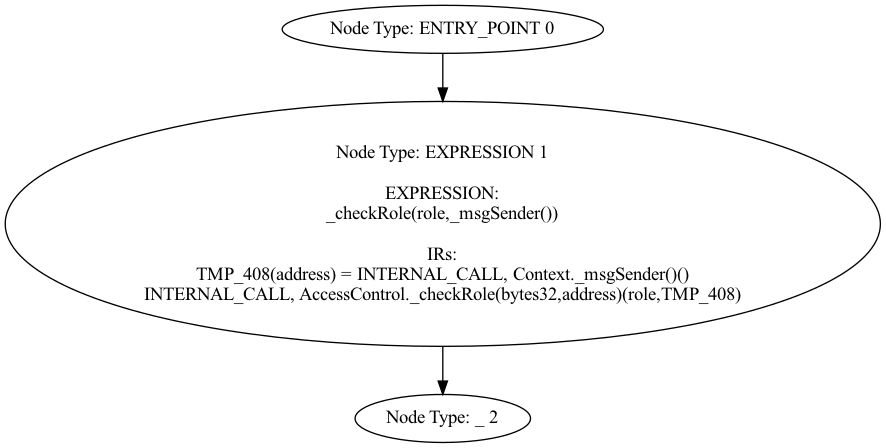 Node Type: ENTRY_POINT 0
Node Type: EXPRESSION 1
EXPRESSION:
_checkRole(role,_msgSender())
IRs:
TMP_408(address) = INTERNAL_CALL, Context._msgSender()()
INTERNAL_CALL, AccessControl._checkRole(bytes32,address)(role,TMP_408)
Node Type: _ 2